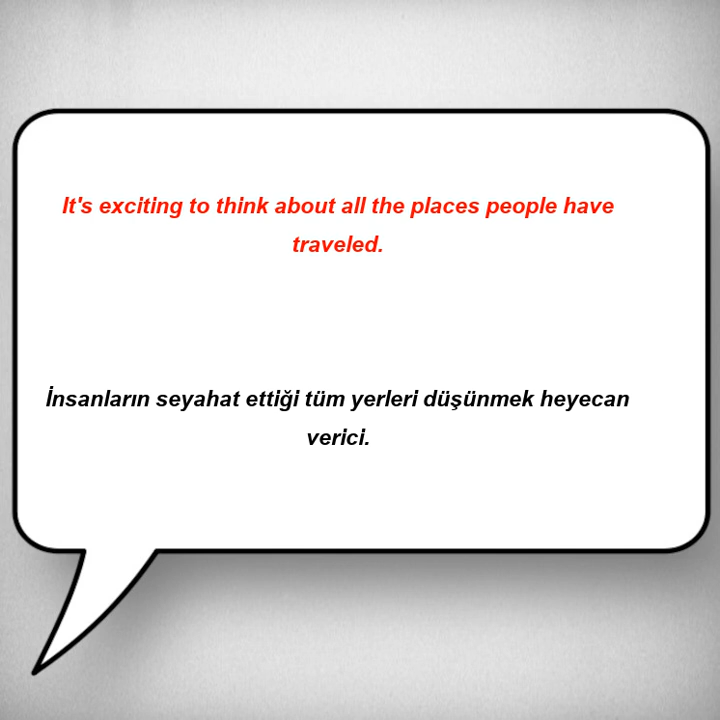 It's exciting to think about all the places people have
traveled.
İnsanların seyahat ettiği tüm yerleri düşünmek heyecan
verici.